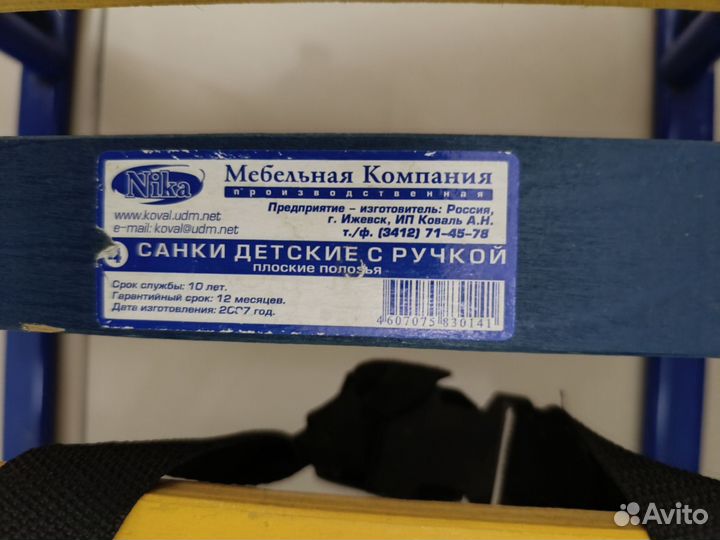 Nika
Мебельная Компания
производственная
Предприятие – изготовитель: Россия,
г. Ижевск, ИП Коваль А.Н.
т./ф. (3412) 71-45-78
www.koval.udm.net
e-mail: koval@udm.net
4 САНКИ ДЕТСКИЕ С РУЧКОЙ
плоские полозья
Срок службы: 10 лет.
Гарантийный срок: 12 месяцев.
Дата изготовления: 2007 год.
4607075830141
Avito